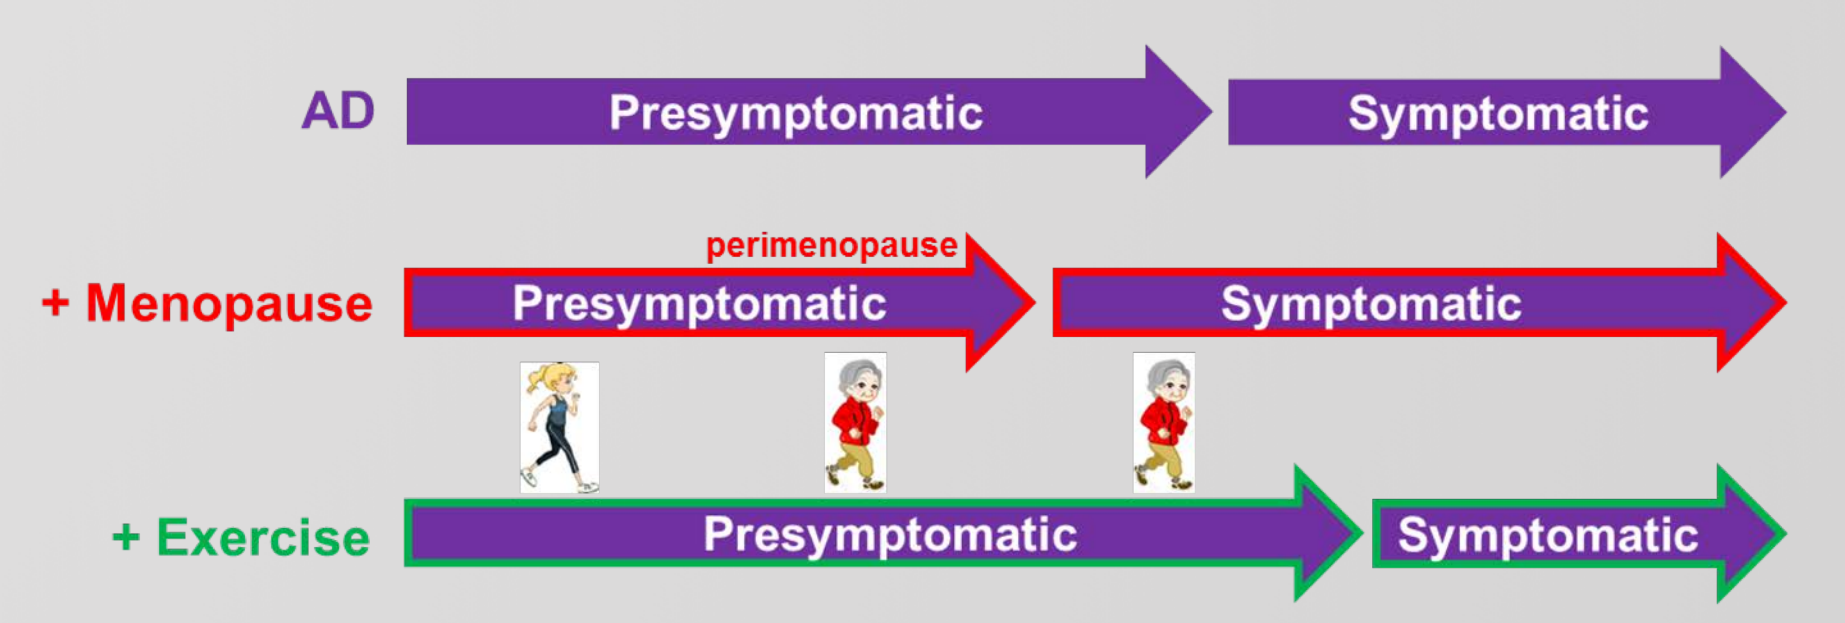 AD
Presymptomatic
Symptomatic
perimenopause
+ Menopause
Presymptomatic
Symptomatic
+ Exercise
Presymptomatic
Symptomatic